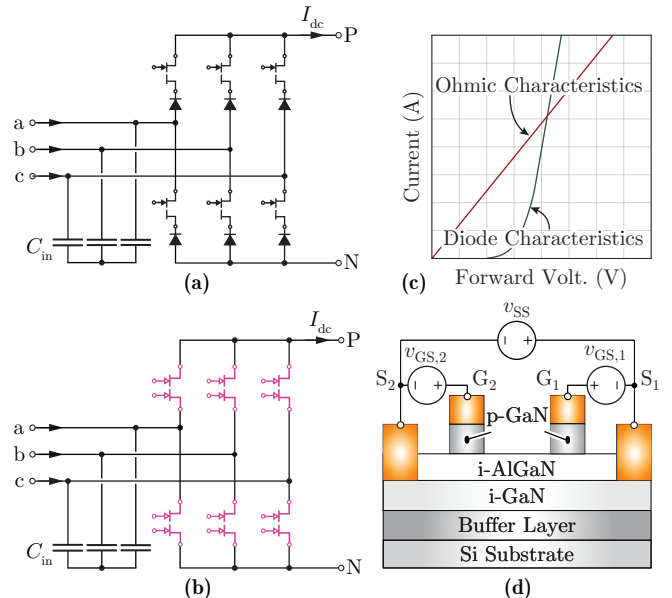 I_dc
P
a
b
c
C_in
N
(a)
Current (A)
Ohmic Characteristics
Diode Characteristics
(c)
Forward Volt. (V)
I_dc
P
a
b
c
C_in
N
(b)
v_SS
v_GS,2
v_GS,1
S_2
G_2
G_1
S_1
p-GaN
i-AlGaN
i-GaN
Buffer Layer
Si Substrate
(d)